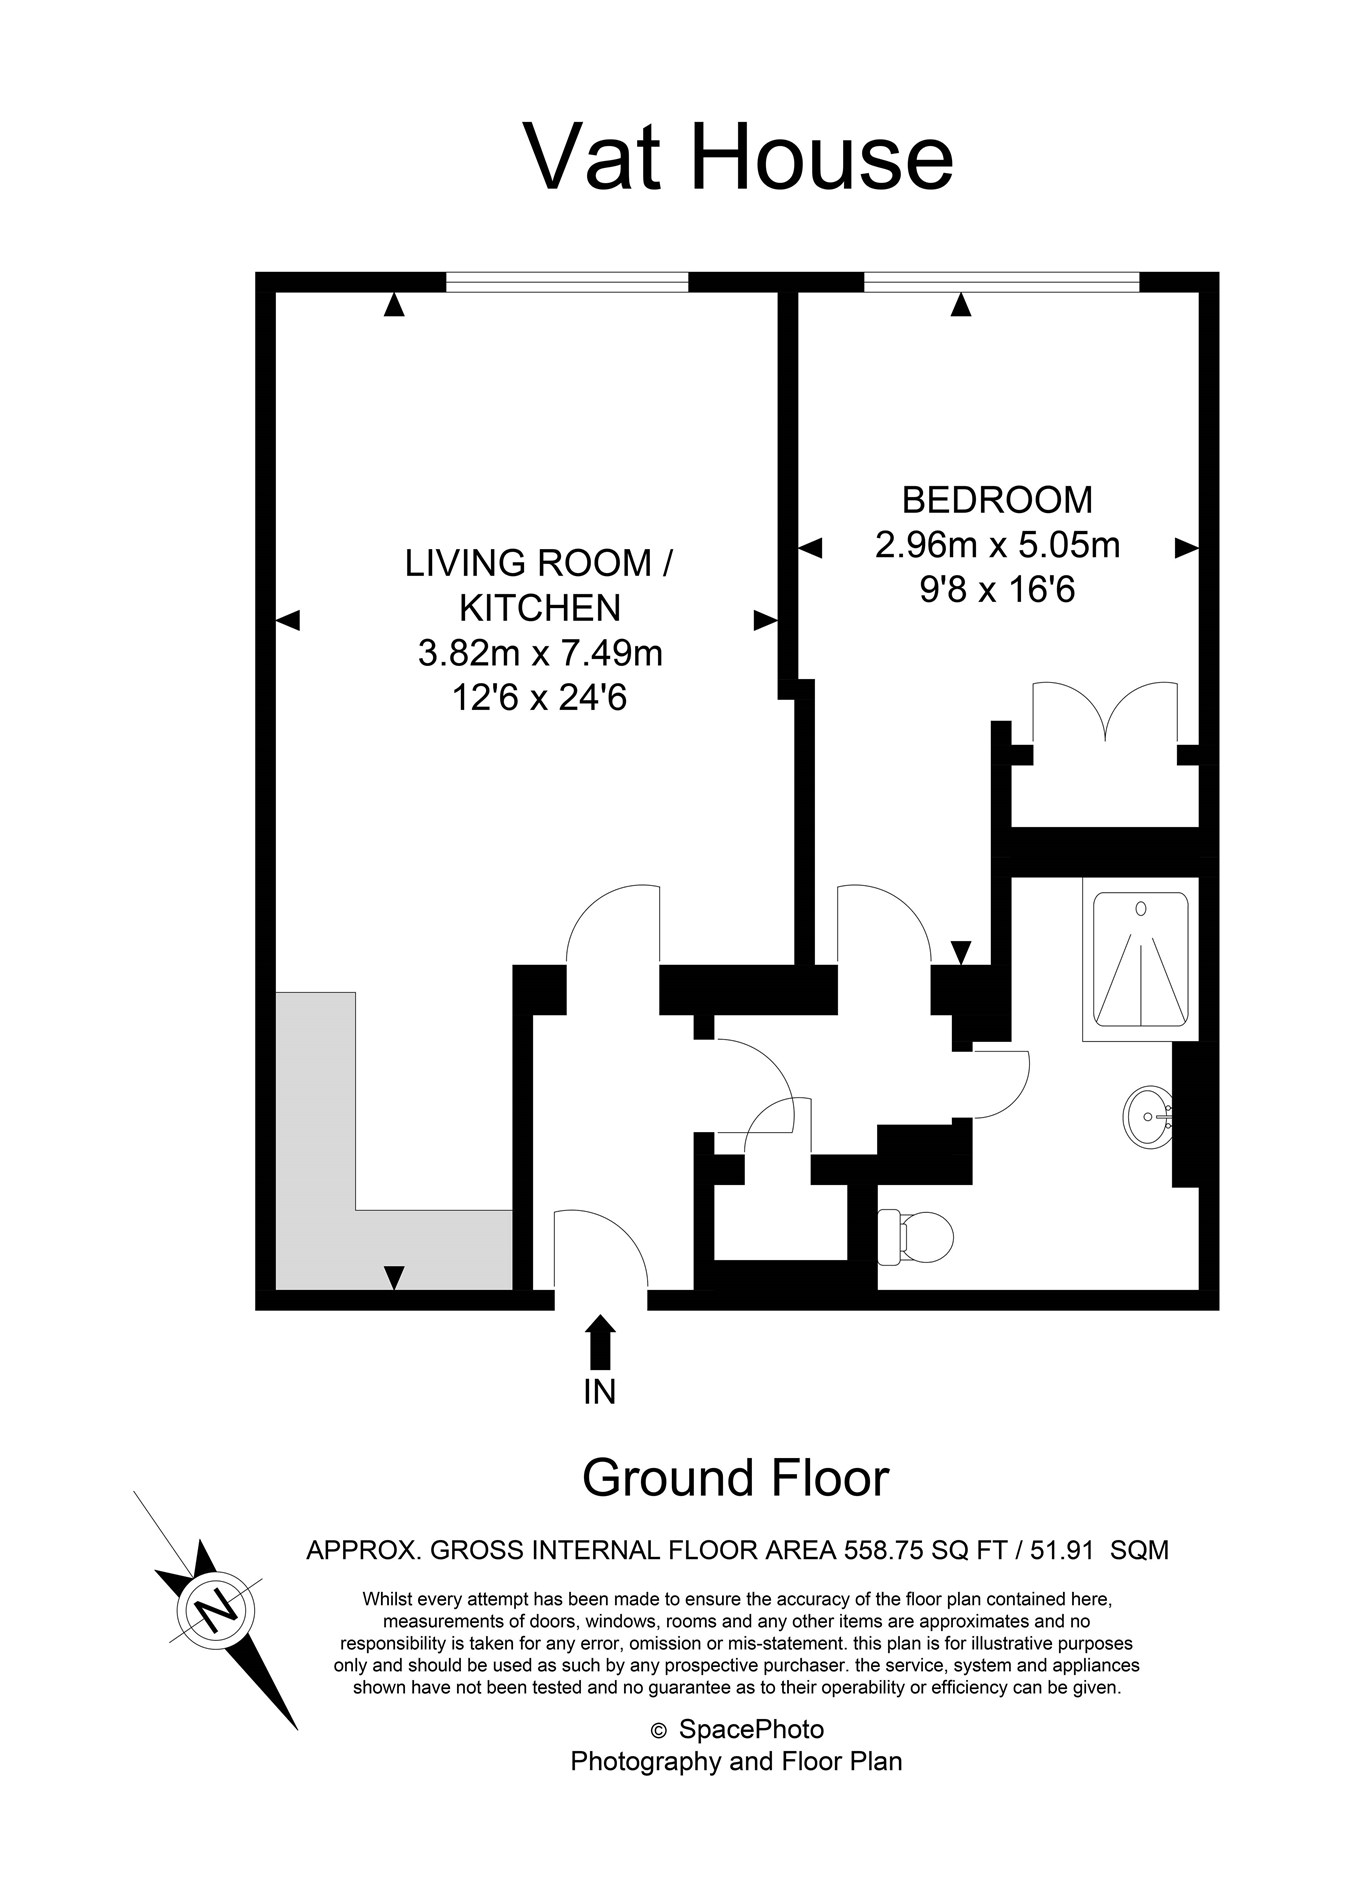 Vat House
LIVING ROOM /
KITCHEN
3.82m x 7.49m
12'6 x 24'6
BEDROOM
2.96m x 5.05m
9'8 x 16'6
IN
Ground Floor
N
APPROX. GROSS INTERNAL FLOOR AREA 558.75 SQ FT / 51.91 SQM
Whilst every attempt has been made to ensure the accuracy of the floor plan contained here,
measurements of doors, windows, rooms and any other items are approximates and no
responsibility is taken for any error, omission or mis-statement. this plan is for illustrative purposes
only and should be used as such by any prospective purchaser. the service, system and appliances
shown have not been tested and no guarantee as to their operability or efficiency can be given.
© SpacePhoto
Photography and Floor Plan